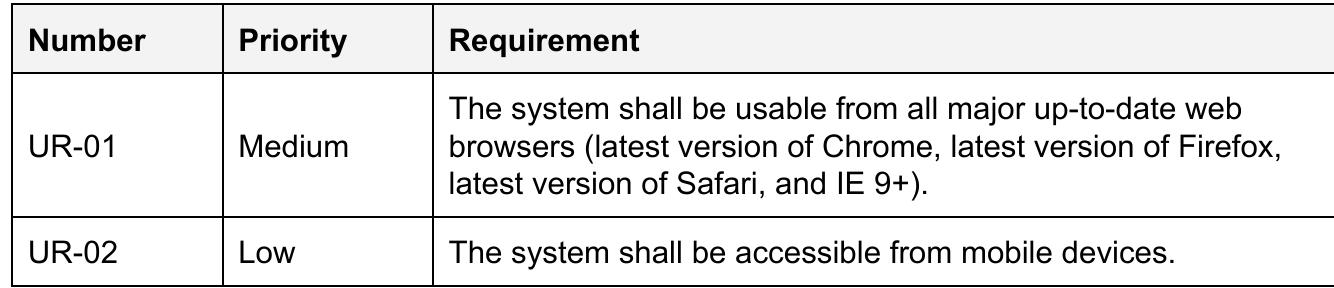 Number Priority Requirement
The system shall be usable from all major up-to-date web
UR-01 Medium browsers (latest version of Chrome, latest version of Firefox,
latest version of Safari, and IE 9+).
UR-02 Low The system shall be accessible from mobile devices.